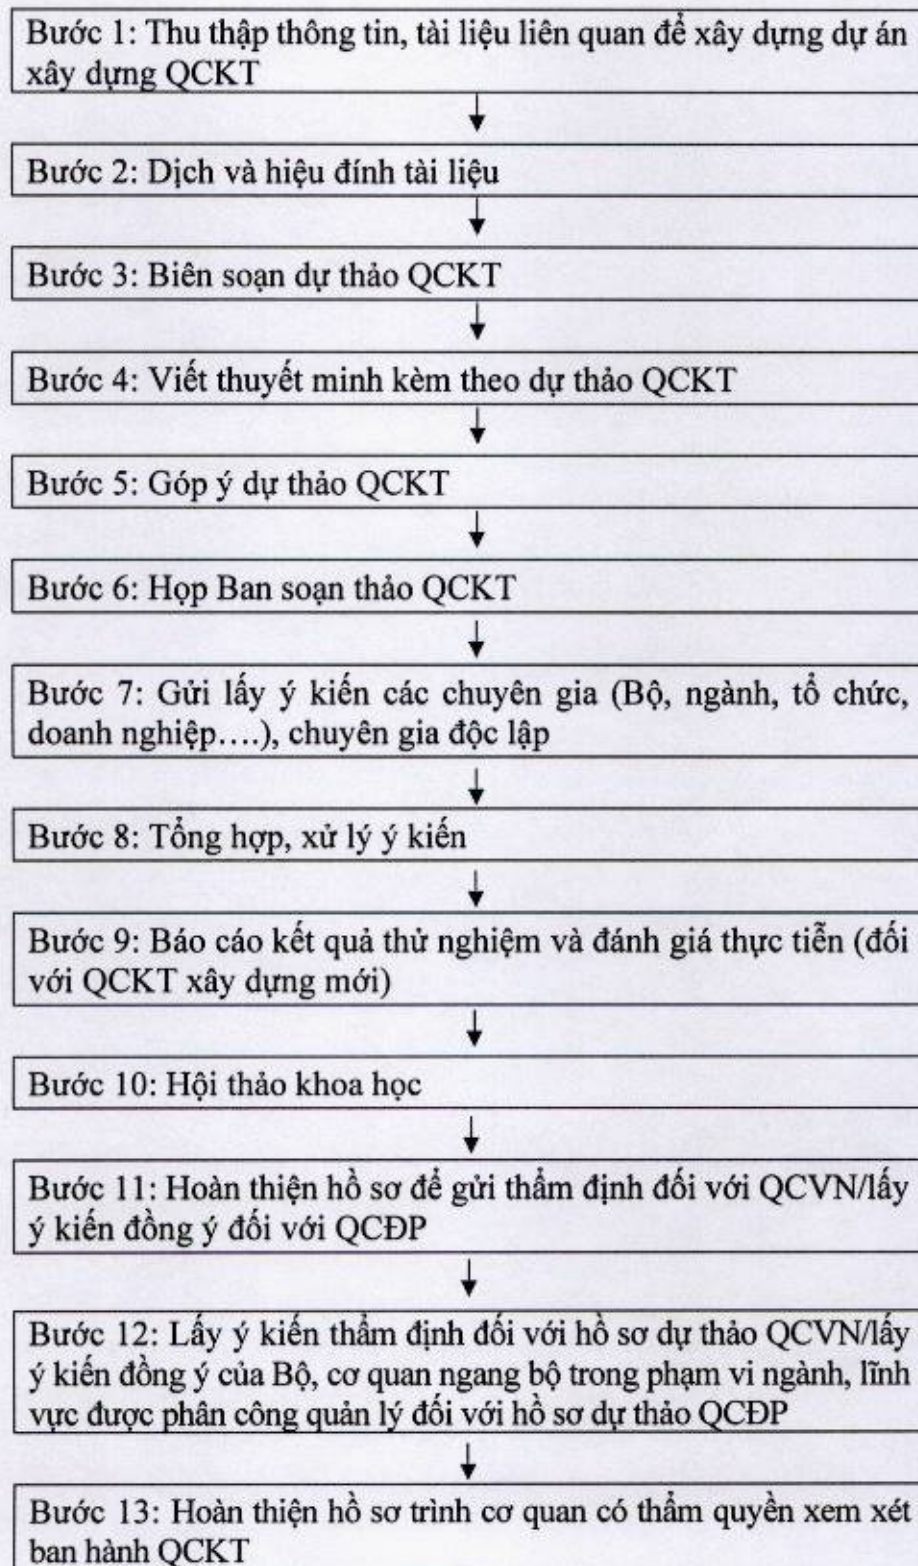 Bước 1: Thu thập thông tin, tài liệu liên quan để xây dựng dự án
xây dựng QCKT
Bước 2: Dịch và hiệu đính tài liệu
Bước 3: Biên soạn dự thảo QCKT
Bước 4: Viết thuyết minh kèm theo dự thảo QCKT
Bước 5: Góp ý dự thảo QCKT
Bước 6: Họp Ban soạn thảo QCKT
Bước 7: Gửi lấy ý kiến các chuyên gia (Bộ, ngành, tổ chức,
doanh nghiệp….), chuyên gia độc lập
Bước 8: Tổng hợp, xử lý ý kiến
Bước 9: Báo cáo kết quả thử nghiệm và đánh giá thực tiễn (đối
với QCKT xây dựng mới)
Bước 10: Hội thảo khoa học
Bước 11: Hoàn thiện hồ sơ để gửi thẩm định đối với QCVN/lấy
ý kiến đồng ý đối với QCĐP
Bước 12: Lấy ý kiến thẩm định đối với hồ sơ dự thảo QCVN/lấy
ý kiến đồng ý của Bộ, cơ quan ngang bộ trong phạm vi ngành, lĩnh
vực được phân công quản lý đối với hồ sơ dự thảo QCĐP
Bước 13: Hoàn thiện hồ sơ trình cơ quan có thẩm quyền xem xét
ban hành QCKT